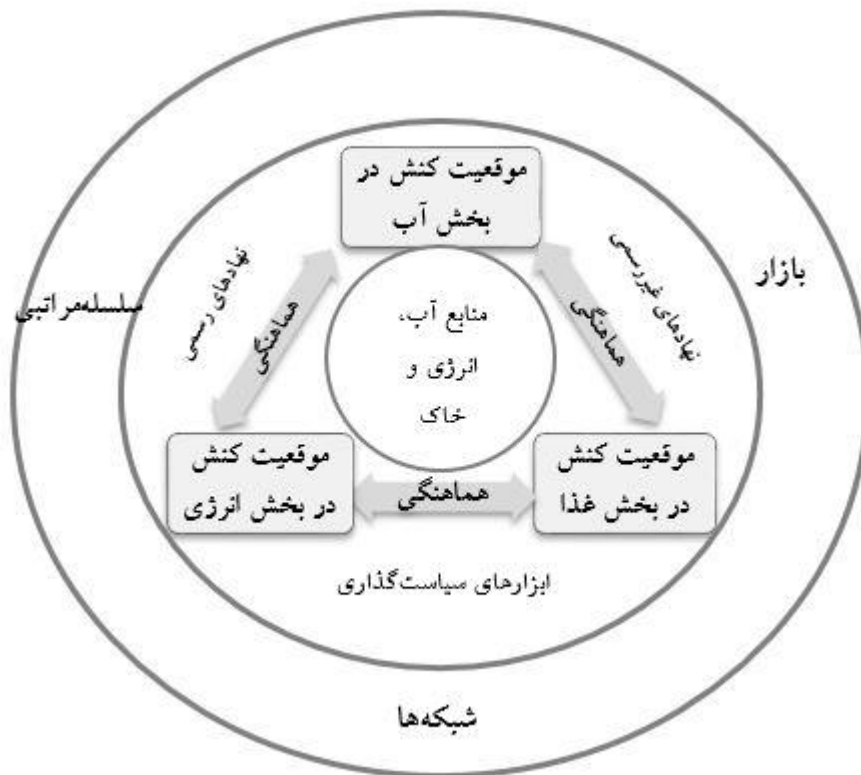 موقعیت کنش در
بخش آب
بازار
نهادهای غیررسمی
هماهنگی
نهادهای رسمی
هماهنگی
سلسله‌مراتبی
منابع آب،
انرژی و
خاک
موقعیت کنش
در بخش غذا
هماهنگی
موقعیت کنش
در بخش انرژی
ابزارهای سیاست‌گذاری
شبکه‌ها